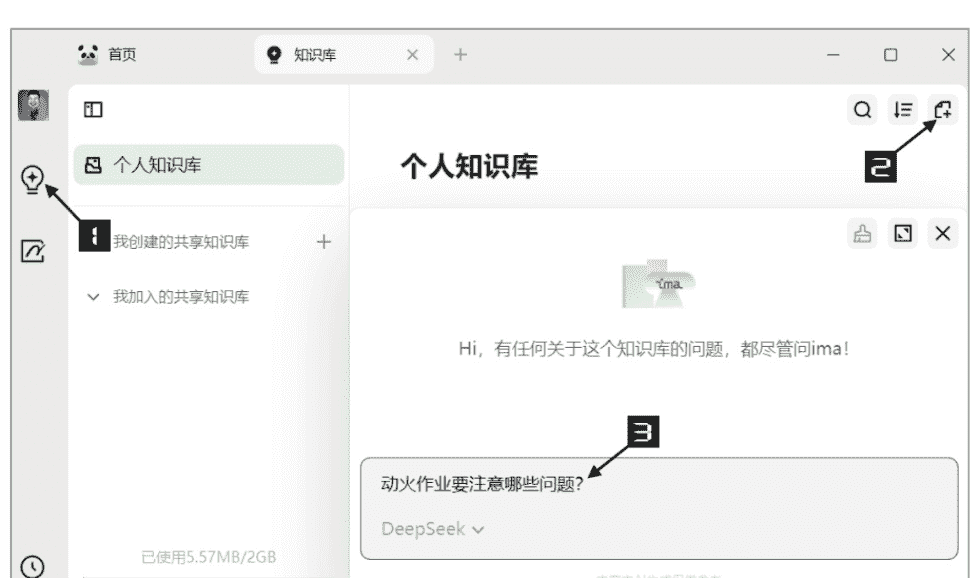 首页
知识库
个人知识库
个人知识库
2
1
我创建的共享知识库
我加入的共享知识库
ima
Hi，有任何关于这个知识库的问题，都尽管问ima！
3
动火作业要注意哪些问题?
DeepSeek
已使用5.57MB/2GB